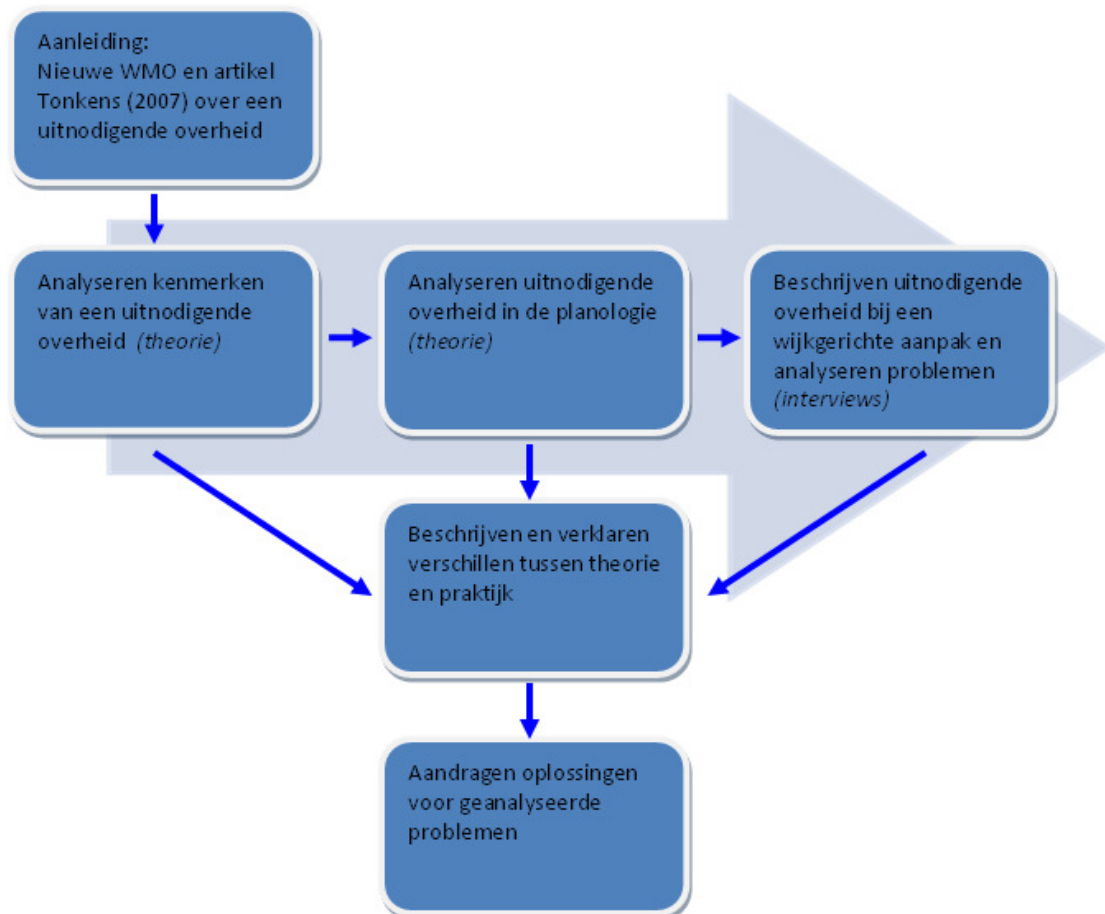 Aanleiding:
Nieuwe WMO en artikel
Tonkens (2007) over een
uitnodigende overheid
Analyseren kenmerken
van een uitnodigende
overheid (theorie)
Analyseren uitnodigende
overheid in de planologie
(theorie)
Beschrijven uitnodigende
overheid bij een
wijkgerichte aanpak en
analyseren problemen
(interviews)
Beschrijven en verklaren
verschillen tussen theorie
en praktijk
Aandragen oplossingen
voor geanalyseerde
problemen